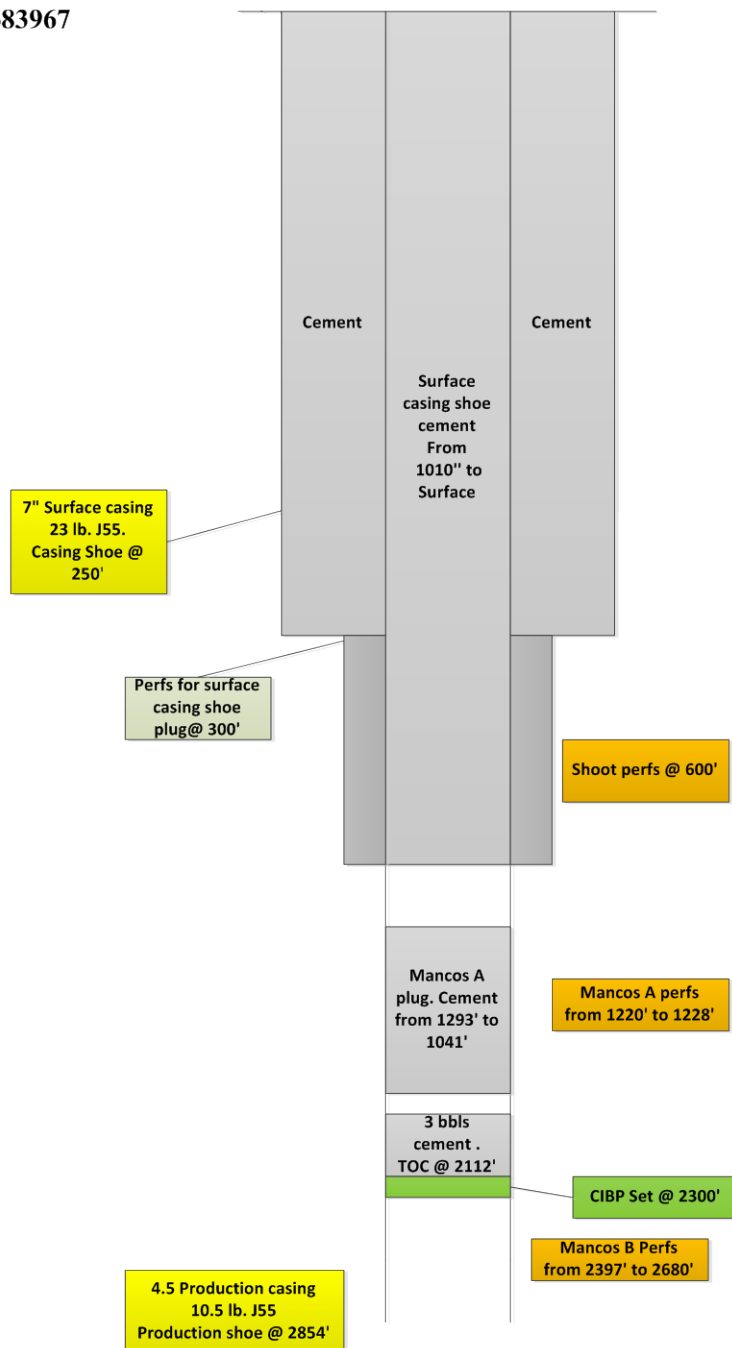 83967
Cement
Cement
Surface
casing shoe
cement
From
1010'' to
Surface
7" Surface casing
23 lb. J55.
Casing Shoe @
250'
Perfs for surface
casing shoe
plug@ 300'
Shoot perfs @ 600'
Mancos A
plug. Cement
from 1293' to
1041'
Mancos A perfs
from 1220' to 1228'
3 bbls
cement .
TOC @ 2112'
CIBP Set @ 2300'
Mancos B Perfs
from 2397' to 2680'
4.5 Production casing
10.5 lb. J55
Production shoe @ 2854'